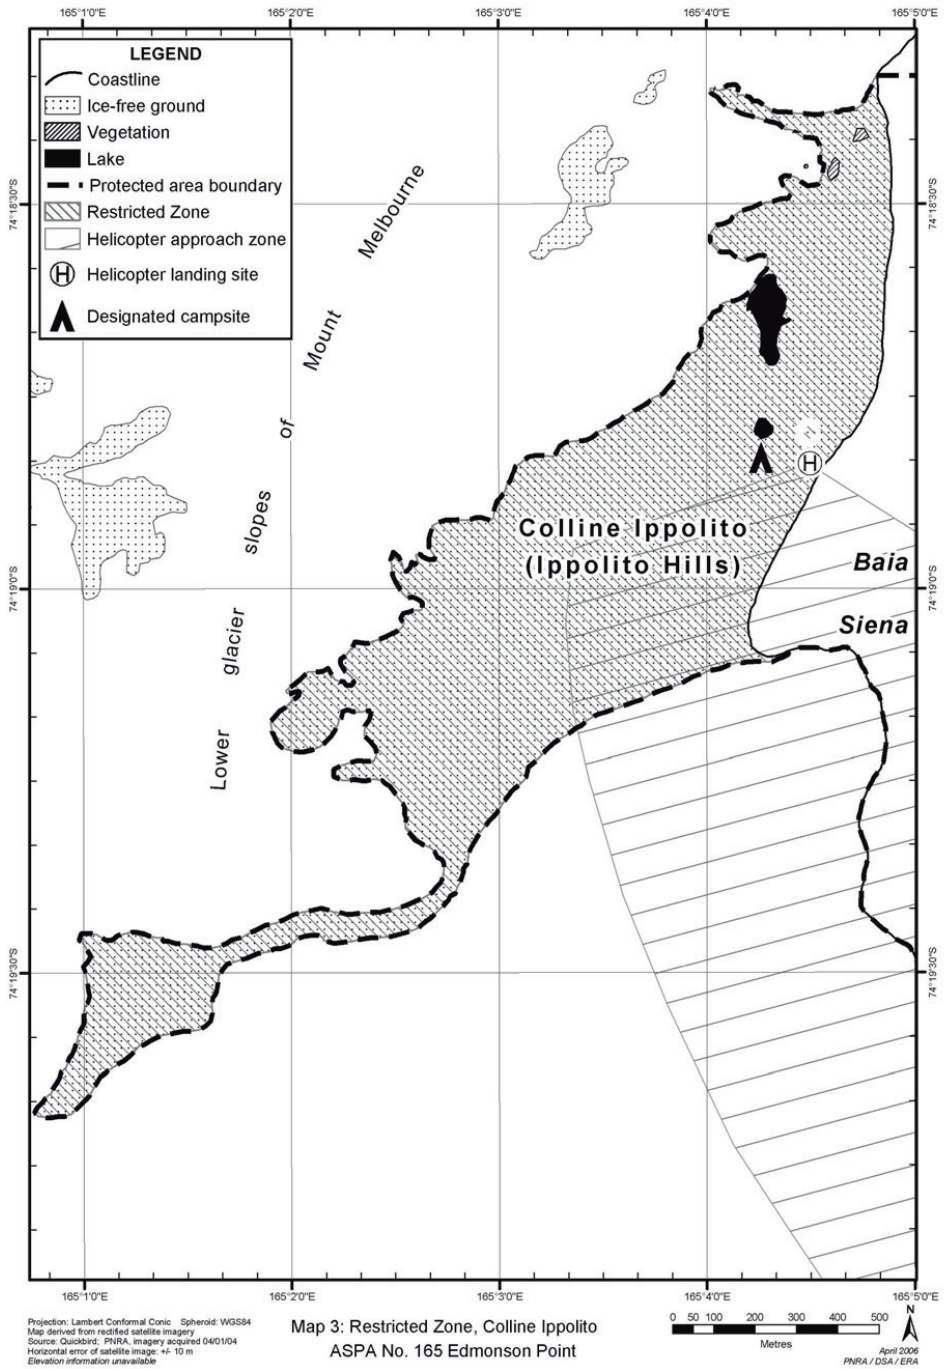 165°1'0"E 165°2'0"E 165°3'0"E 165°4'0"E 165°5'0"E
LEGEND
Coastline
Ice-free ground
Vegetation
Lake
Protected area boundary
Restricted Zone
Helicopter approach zone
H Helicopter landing site
Designated campsite
74°18'30"S
74°18'30"S
Lower glacier slopes of Mount Melbourne
H
Colline Ippolito
(Ippolito Hills)
Baia
Siena
74°19'0"S
74°19'0"S
74°19'30"S
74°19'30"S
165°1'0"E 165°2'0"E 165°3'0"E 165°4'0"E 165°5'0"E
Projection: Lambert Conformal Conic Spheroid: WGS84
Map derived from rectified satellite imagery
Source: Quickbird; PNRA, imagery acquired 04/01/04
Horizontal error of satellite image: +/- 10 m
Elevation information unavailable
Map 3: Restricted Zone, Colline Ippolito
ASPA No. 165 Edmonson Point
0 50 100 200 300 400 500
Metres
N
April 2006
PNRA / DSA / ERA